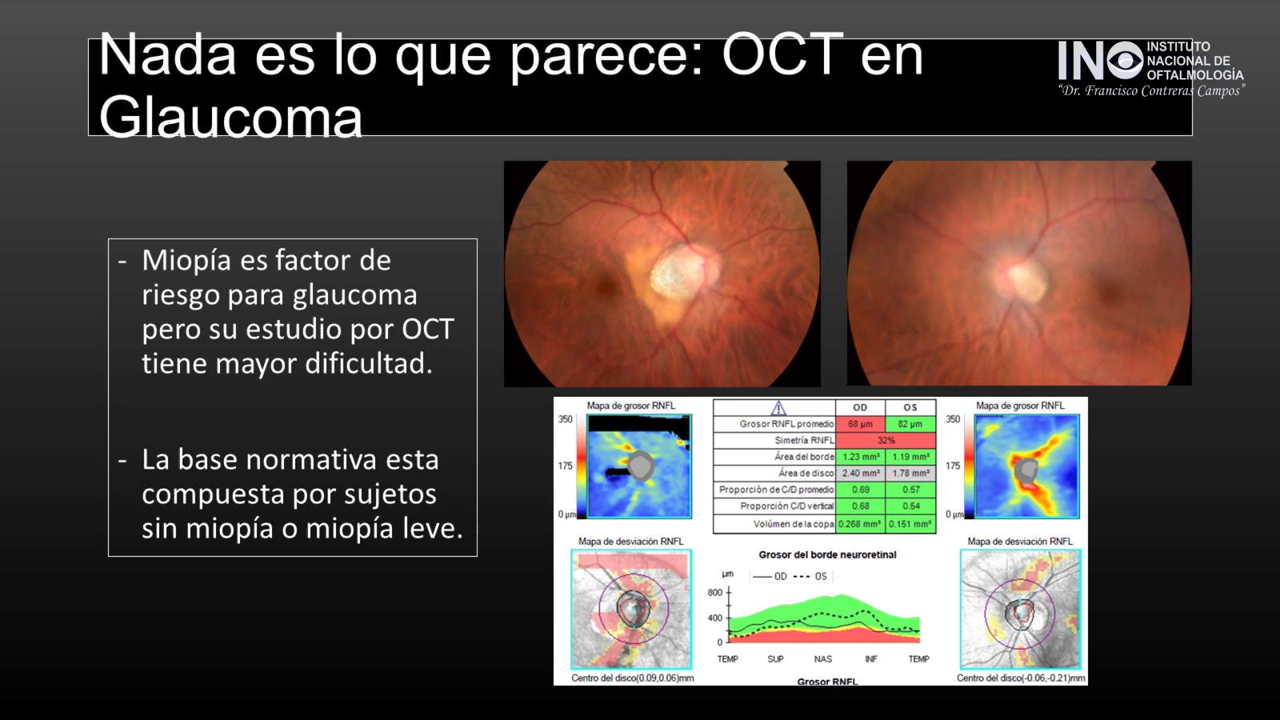 Nada es lo que parece: OCT en
Glaucoma
INO
INSTITUTO
NACIONAL DE
OFTALMOLOGÍA
“Dr. Francisco Contreras Campos”
- Miopía es factor de
riesgo para glaucoma
pero su estudio por OCT
tiene mayor dificultad.
- La base normativa esta
compuesta por sujetos
sin miopía o miopía leve.
Mapa de grosor RNFL
350
175
0 µm
OD OS
Grosor RNFL promedio 68 µm 82 µm
Simetría RNFL 32%
Área del borde 1.23 mm² 1.19 mm²
Área de disco 2.40 mm² 1.78 mm²
Proporción de C/D promedio 0.69 0.57
Proporción C/D vertical 0.68 0.54
Volúmen de la copa 0.268 mm³ 0.151 mm³
Mapa de grosor RNFL
350
175
0 µm
Mapa de desviación RNFL
Centro del disco(0.09,0.06)mm
Grosor del borde neuroretinal
µm — OD --- OS
800
400
0
TEMP SUP NAS INF TEMP
Grosor RNFL
Mapa de desviación RNFL
Centro del disco(-0.06,-0.21)mm